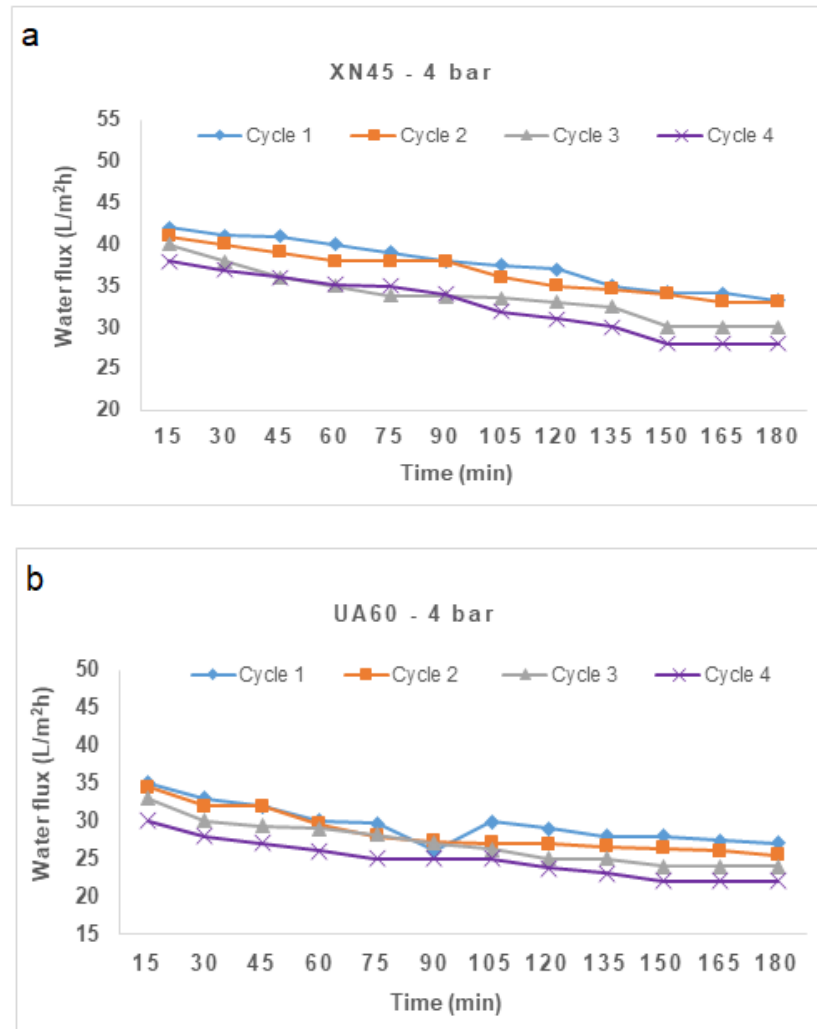 a
XN45 - 4 bar
Cycle 1 Cycle 2 Cycle 3 Cycle 4
Water flux (L/m²h)
55
50
45
40
35
30
25
20
15 30 45 60 75 90 105 120 135 150 165 180
Time (min)
b
UA60 - 4 bar
Cycle 1 Cycle 2 Cycle 3 Cycle 4
Water flux (L/m²h)
50
45
40
35
30
25
20
15
15 30 45 60 75 90 105 120 135 150 165 180
Time (min)